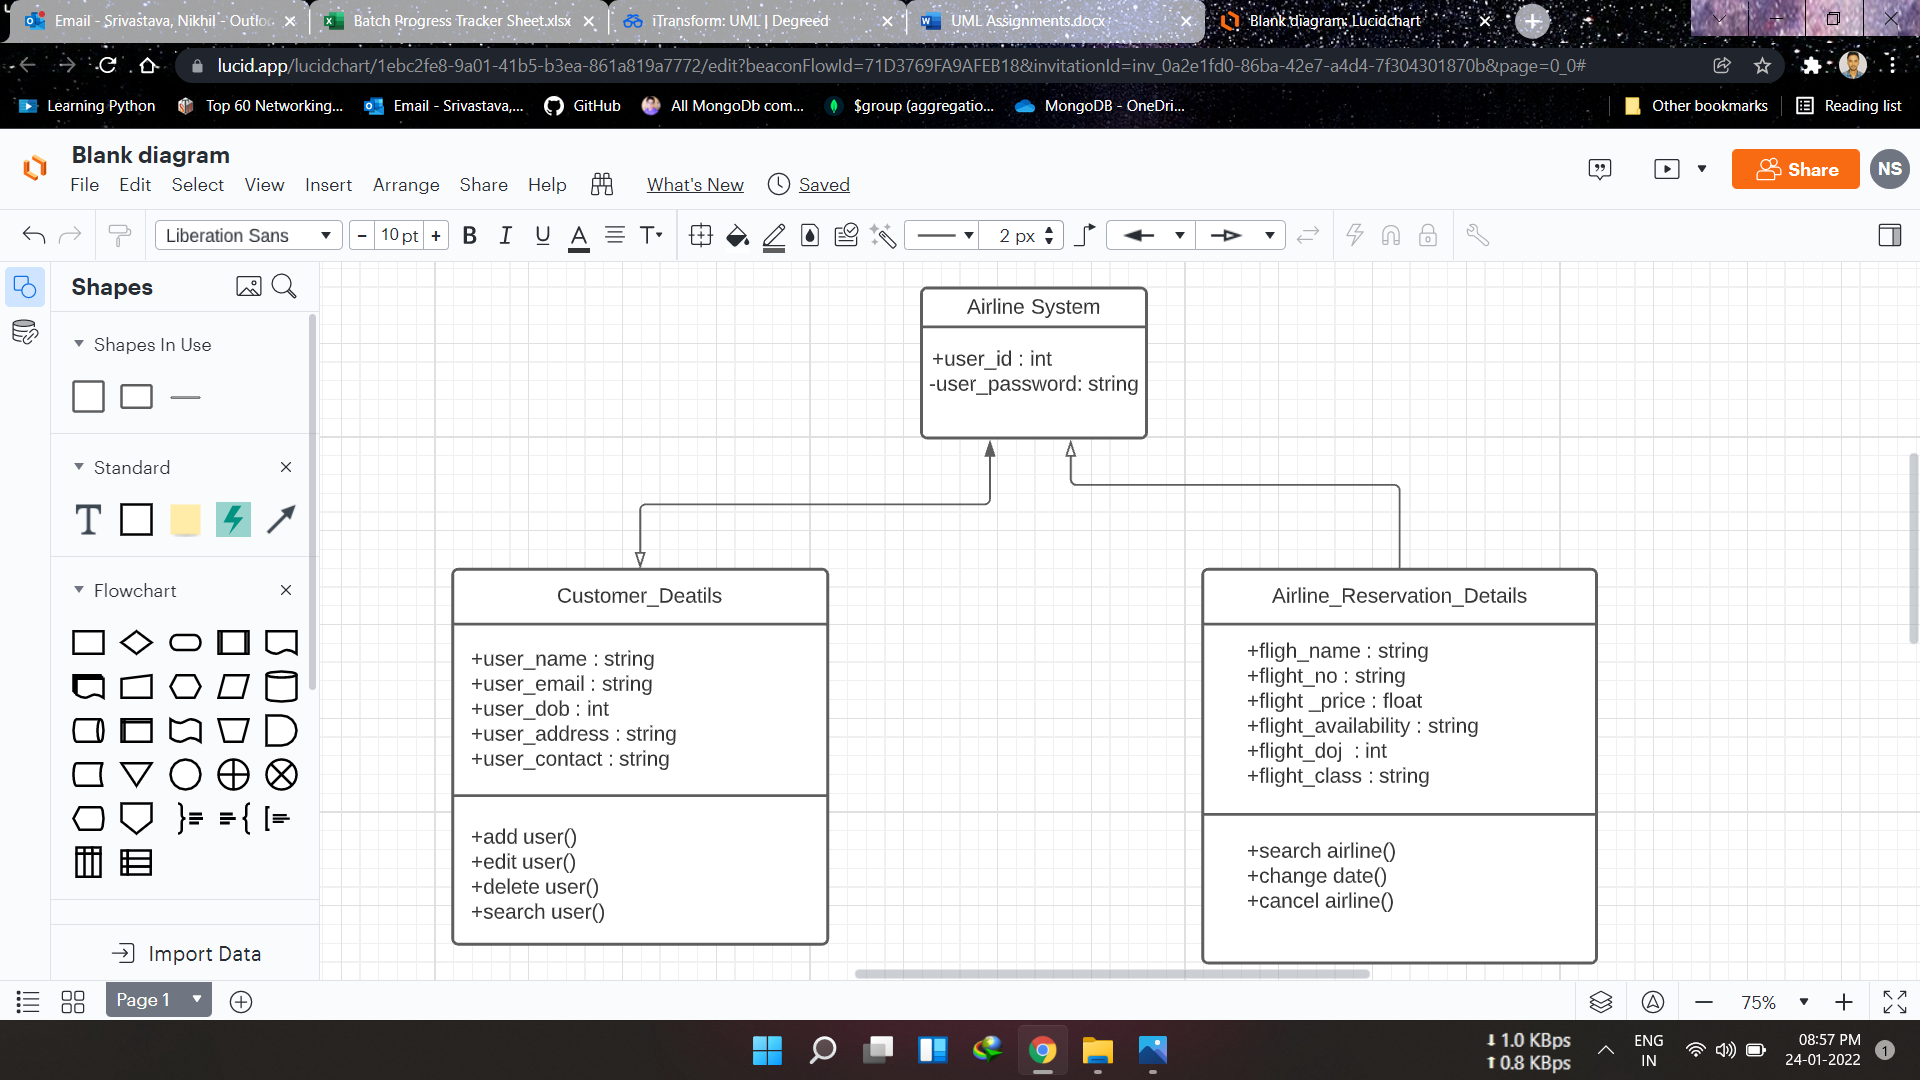 Email - Srivastava, Nikhil - Outloo
Batch Progress Tracker Sheet.xlsx
iTransform: UML | Degreed
UML Assignments.docx
Blank diagram: Lucidchart
lucid.app/lucidchart/1ebc2fe8-9a01-41b5-b3ea-861a819a7772/edit?beaconFlowId=71D3769FA9AFEB18&invitationId=inv_0a2e1fd0-86ba-42e7-a4d4-7f304301870b&page=0_0#
Learning Python
Top 60 Networking...
Email - Srivastava,...
GitHub
All MongoDb com...
$group (aggregatio...
MongoDB - OneDri...
Other bookmarks
Reading list
Blank diagram
File Edit Select View Insert Arrange Share Help What's New Saved
Share
NS
Liberation Sans
- 10 pt +
B I U A T
2 px
Shapes
Shapes In Use
Standard
T
Flowchart
Import Data
Airline System
+user_id : int
-user_password: string
Customer_Deatils
+user_name : string
+user_email : string
+user_dob : int
+user_address : string
+user_contact : string
+add user()
+edit user()
+delete user()
+search user()
Airline_Reservation_Details
+fligh_name : string
+flight_no : string
+flight _price : float
+flight_availability : string
+flight_doj  : int
+flight_class : string
+search airline()
+change date()
+cancel airline()
Page 1
75%
1.0 KBps
0.8 KBps
ENG
IN
08:57 PM
24-01-2022
1